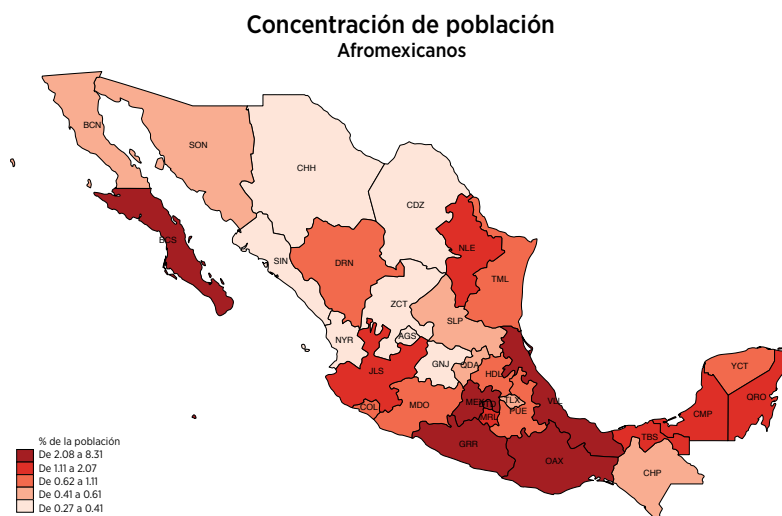 Concentración de población
Afromexicanos
BCN
SON
CHH
CDZ
BCS
SIN
DRN
NLE
TML
ZCT
SLP
NYR
AGS
JLS
GNJ
QDA
HDL
COL
MDO
MEX
TLX
MRL
PUE
VLL
GRR
OAX
TBS
CHP
CMP
YCT
QRO
% de la población
De 2.08 a 8.31
De 1.11 a 2.07
De 0.62 a 1.11
De 0.41 a 0.61
De 0.27 a 0.41